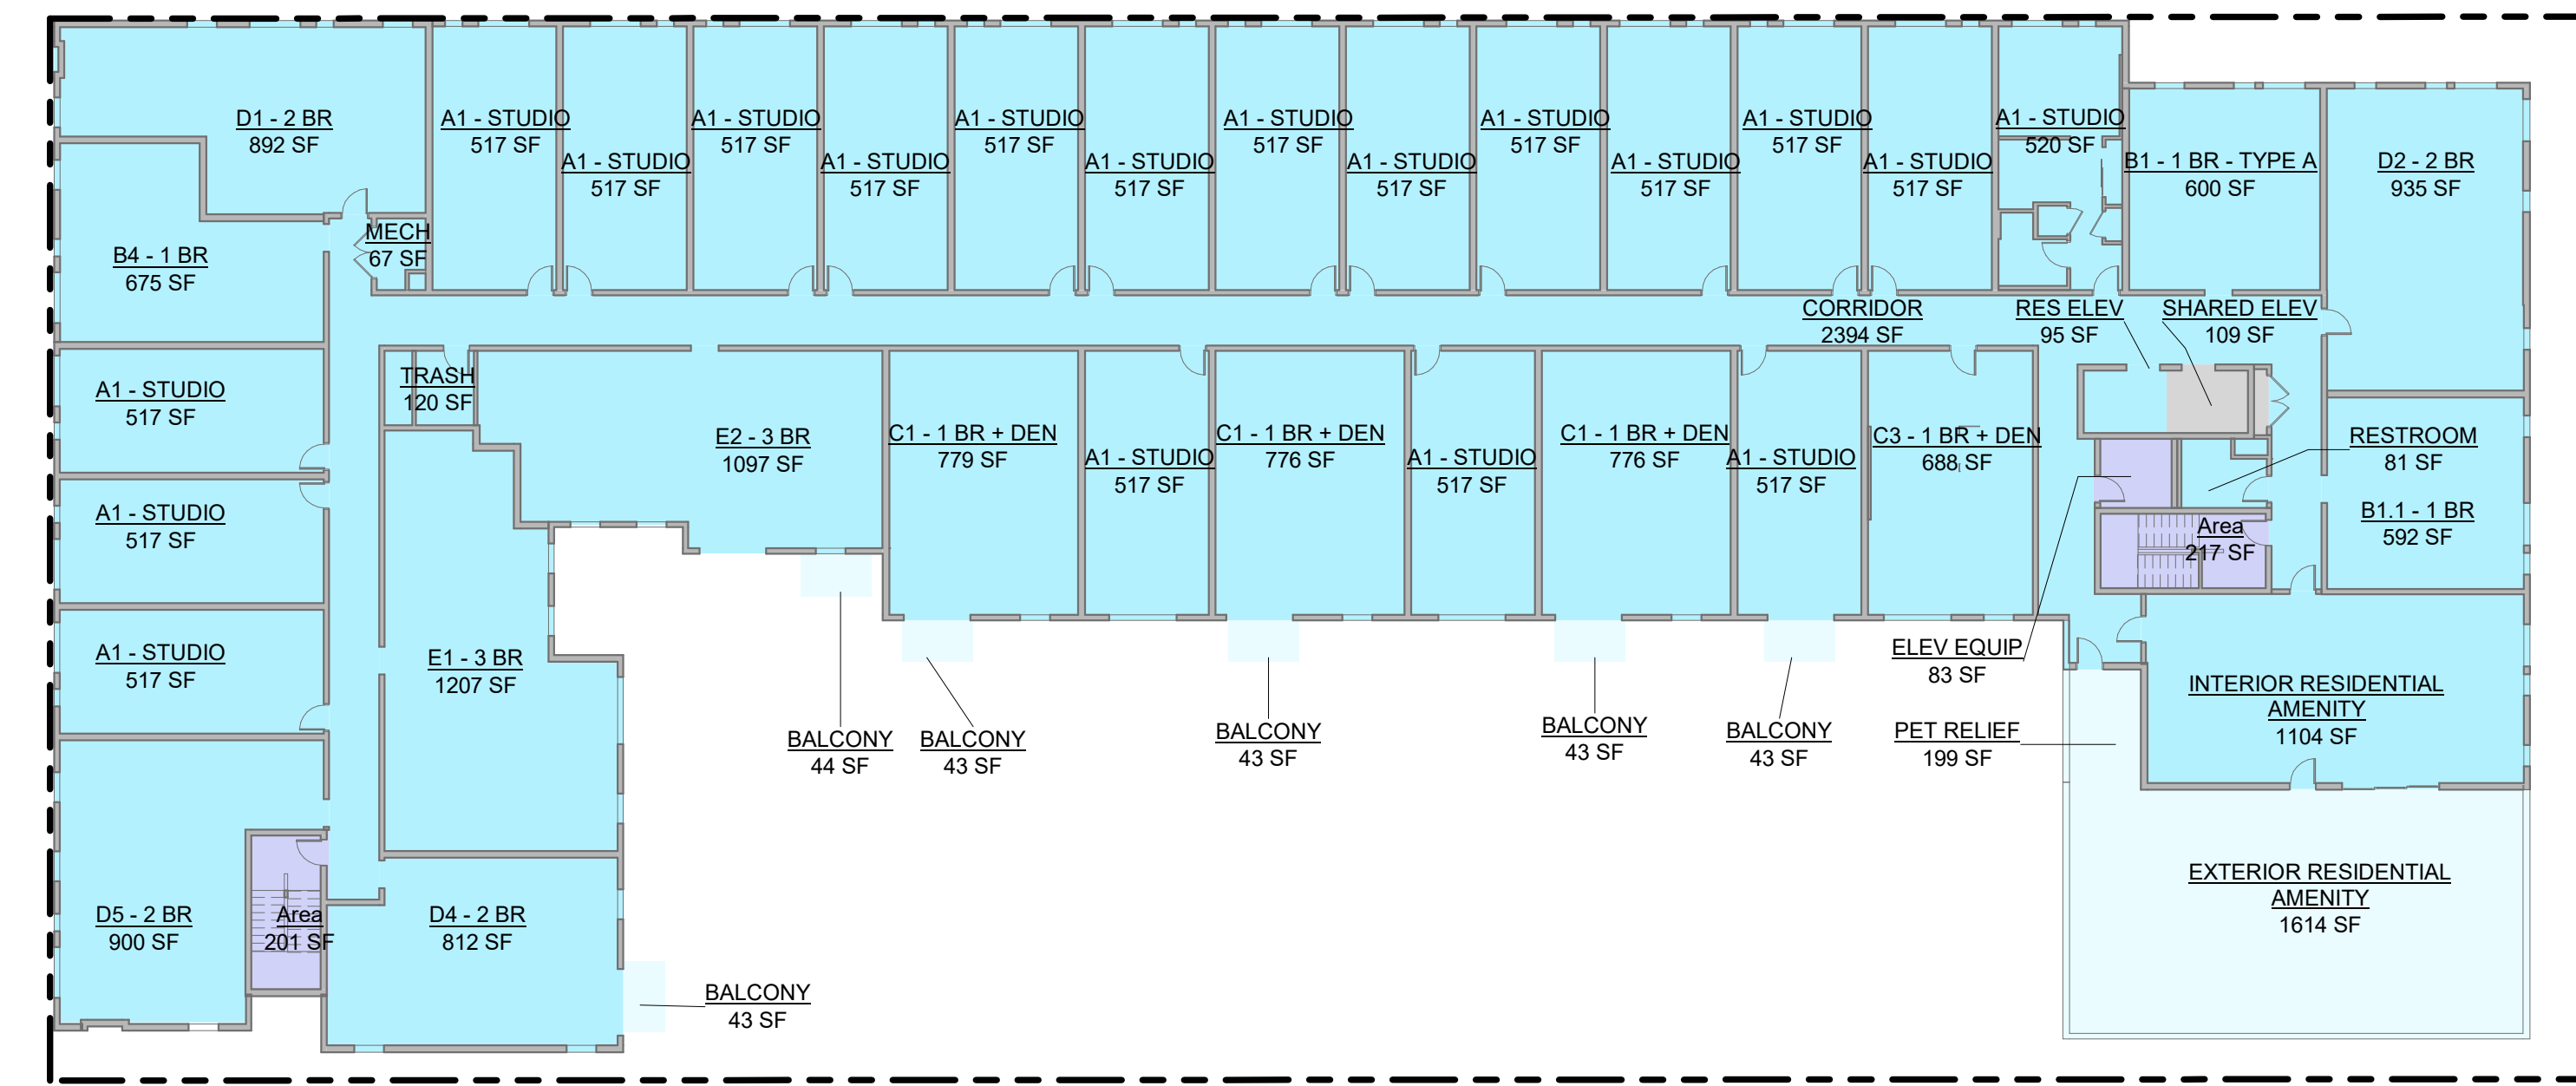 D1 - 2 BR
892 SF
A1 - STUDIO
517 SF
A1 - STUDIO
517 SF
A1 - STUDIO
517 SF
A1 - STUDIO
517 SF
A1 - STUDIO
517 SF
A1 - STUDIO
517 SF
A1 - STUDIO
517 SF
A1 - STUDIO
517 SF
A1 - STUDIO
517 SF
A1 - STUDIO
517 SF
A1 - STUDIO
517 SF
A1 - STUDIO
517 SF
A1 - STUDIO
520 SF
B1 - 1 BR - TYPE A
600 SF
D2 - 2 BR
935 SF
MECH
67 SF
B4 - 1 BR
675 SF
CORRIDOR
2394 SF
RES ELEV
95 SF
SHARED ELEV
109 SF
A1 - STUDIO
517 SF
TRASH
120 SF
E2 - 3 BR
1097 SF
C1 - 1 BR + DEN
779 SF
A1 - STUDIO
517 SF
C1 - 1 BR + DEN
776 SF
A1 - STUDIO
517 SF
C1 - 1 BR + DEN
776 SF
A1 - STUDIO
517 SF
C3 - 1 BR + DEN
688 SF
RESTROOM
81 SF
B1.1 - 1 BR
592 SF
Area
217 SF
A1 - STUDIO
517 SF
A1 - STUDIO
517 SF
E1 - 3 BR
1207 SF
ELEV EQUIP
83 SF
INTERIOR RESIDENTIAL
AMENITY
1104 SF
BALCONY
44 SF
BALCONY
43 SF
BALCONY
43 SF
BALCONY
43 SF
BALCONY
43 SF
PET RELIEF
199 SF
EXTERIOR RESIDENTIAL
AMENITY
1614 SF
D5 - 2 BR
900 SF
Area
201 SF
D4 - 2 BR
812 SF
BALCONY
43 SF